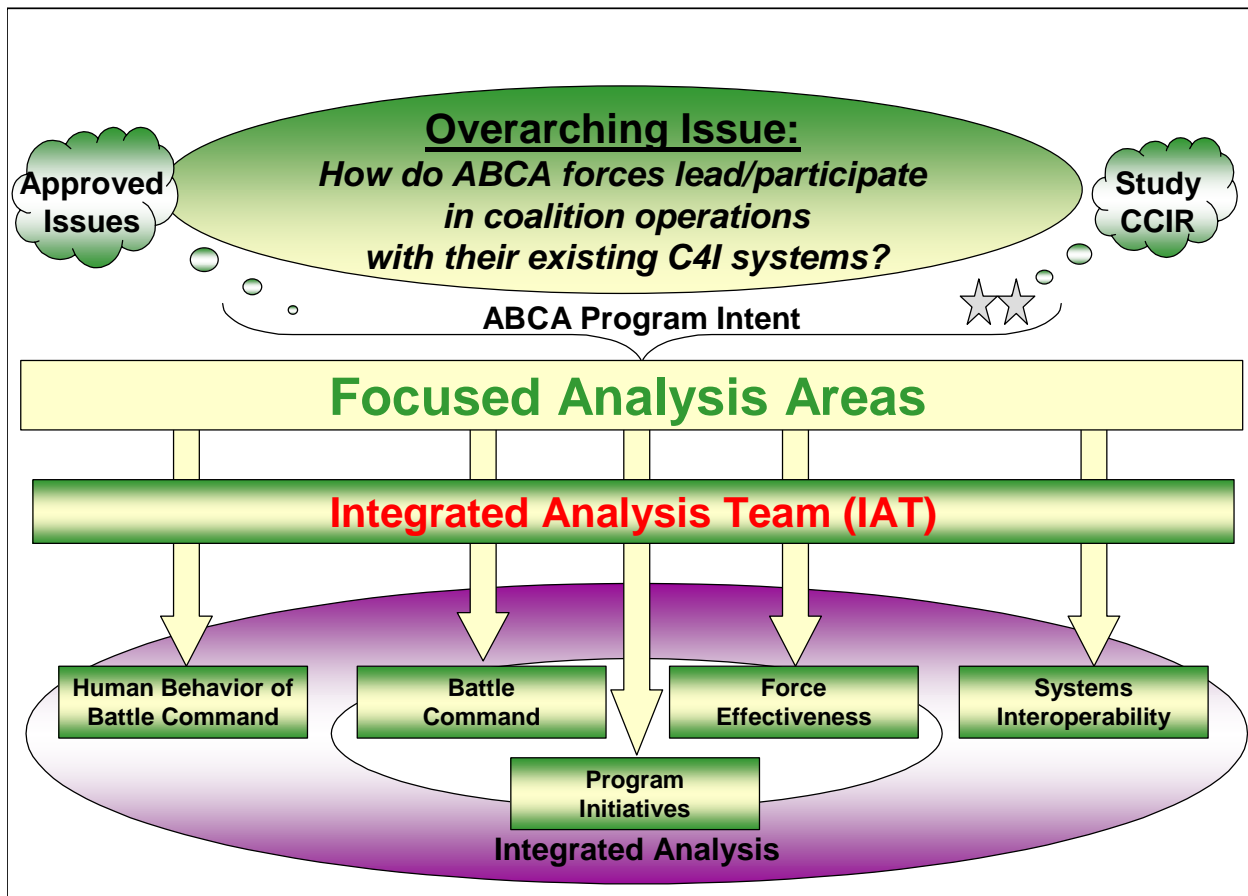 Overarching Issue:
How do ABCA forces lead/participate
in coalition operations
with their existing C4I systems?
Approved
Issues
Study
CCIR
ABCA Program Intent
Focused Analysis Areas
Integrated Analysis Team (IAT)
Human Behavior of
Battle Command
Battle
Command
Force
Effectiveness
Systems
Interoperability
Program
Initiatives
Integrated Analysis